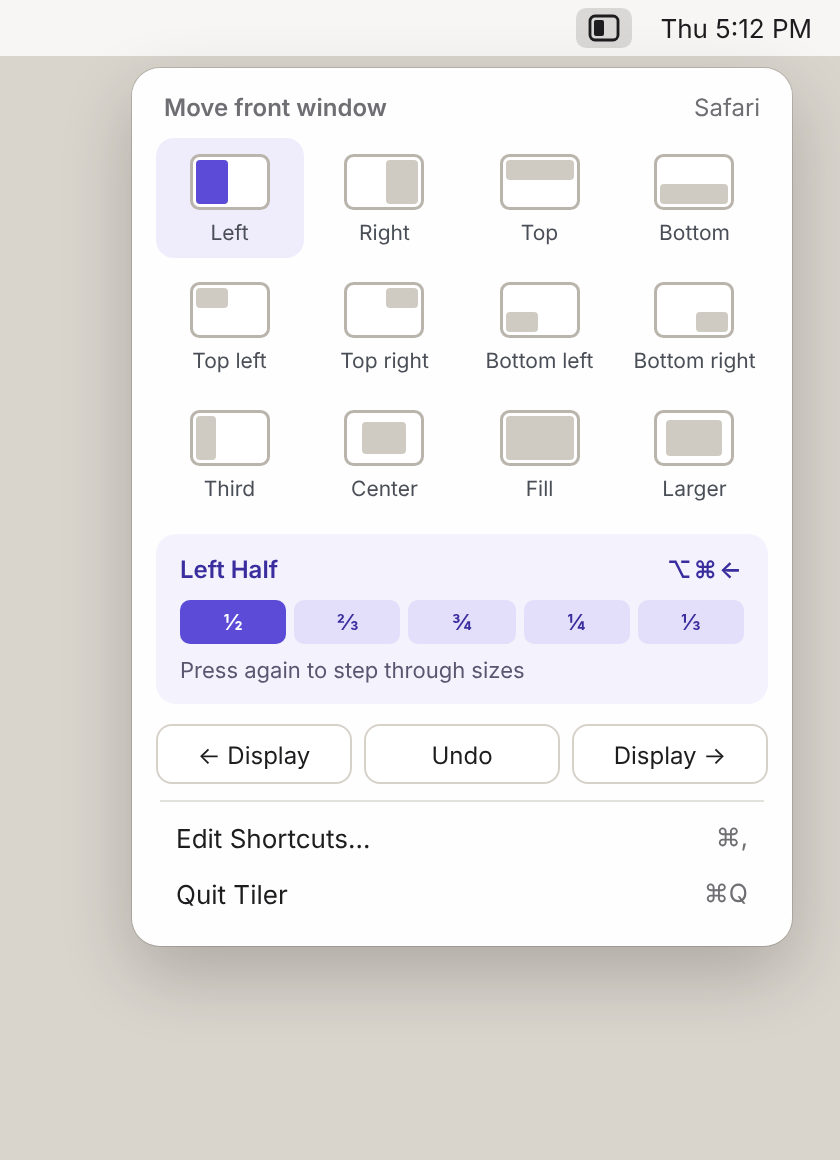 Thu 5:12 PM
Move front window Safari
Left Right Top Bottom
Top left Top right Bottom left Bottom right
Third Center Fill Larger
Left Half ⌥⌘←
½ ⅔ ¾ ¼ ⅓
Press again to step through sizes
← Display Undo Display →
Edit Shortcuts... ⌘,
Quit Tiler ⌘Q